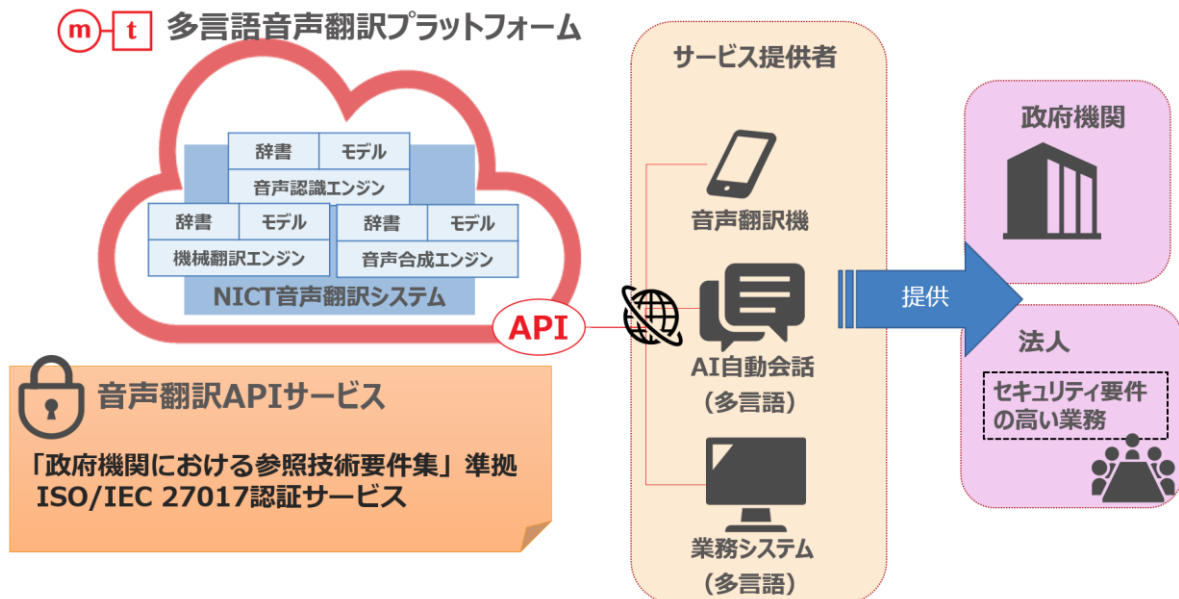 m t 多言語音声翻訳プラットフォーム
辞書 モデル
音声認識エンジン
辞書 モデル
機械翻訳エンジン
辞書 モデル
音声合成エンジン
NICT音声翻訳システム
API
音声翻訳APIサービス
「政府機関における参照技術要件集」準拠
ISO/IEC 27017認証サービス
サービス提供者
音声翻訳機
AI自動会話
（多言語）
業務システム
（多言語）
提供
政府機関
法人
セキュリティ要件
の高い業務